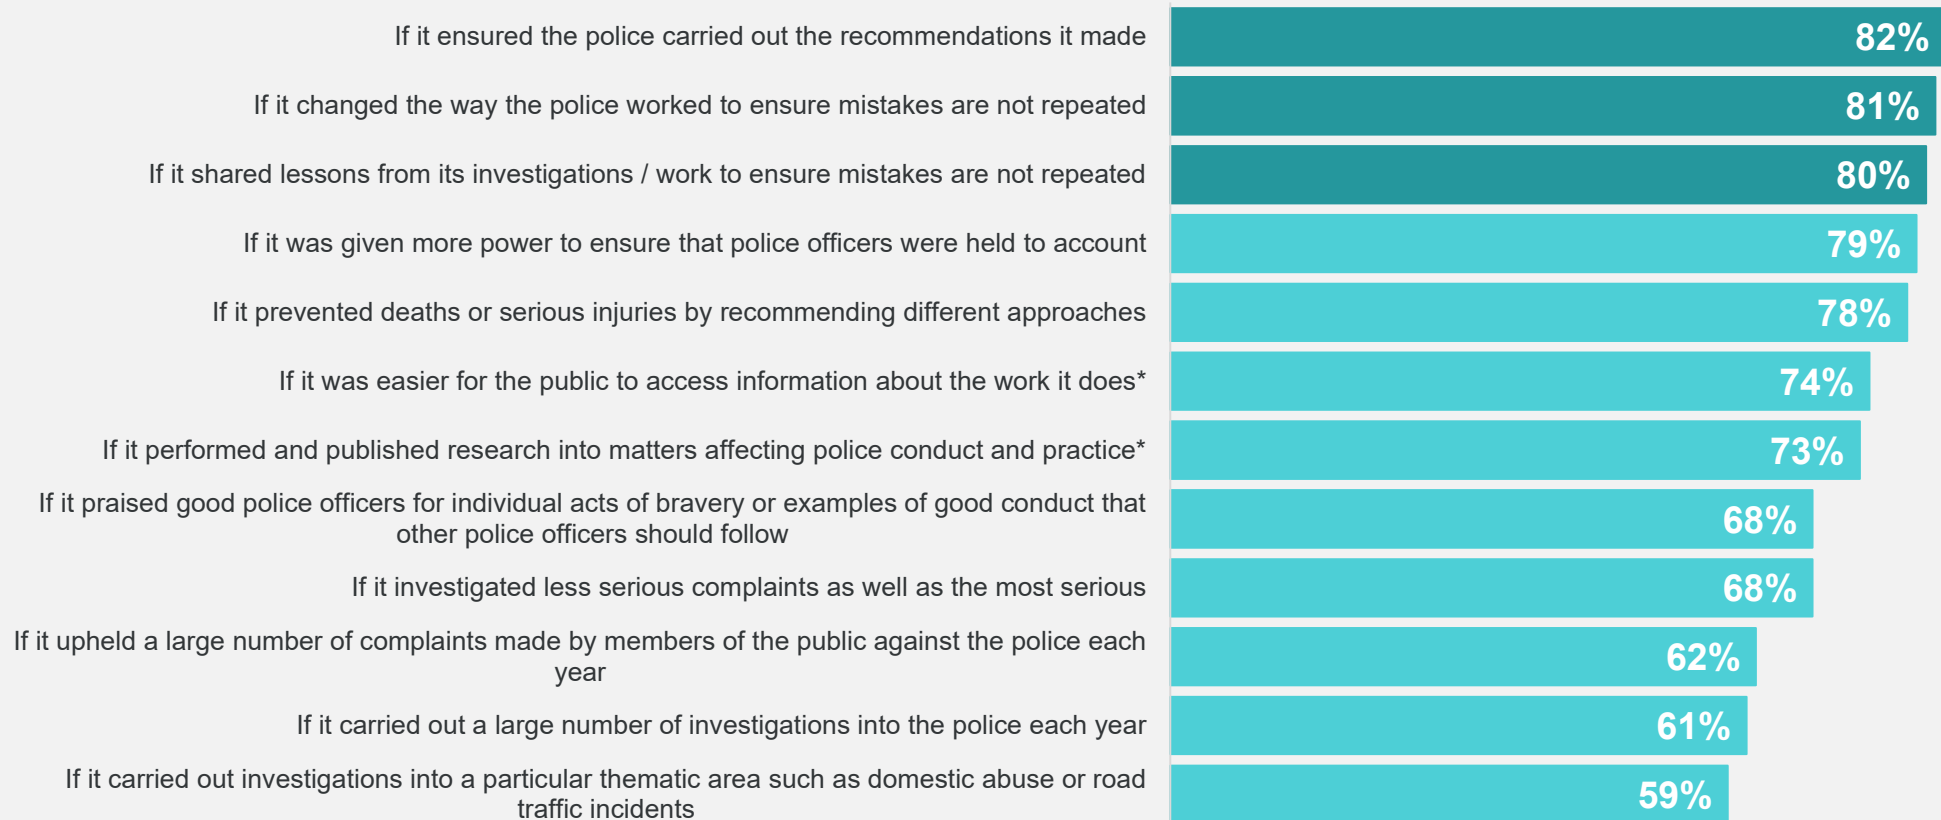 If it ensured the police carried out the recommendations it made
82%
If it changed the way the police worked to ensure mistakes are not repeated
81%
If it shared lessons from its investigations / work to ensure mistakes are not repeated
80%
If it was given more power to ensure that police officers were held to account
79%
If it prevented deaths or serious injuries by recommending different approaches
78%
If it was easier for the public to access information about the work it does*
74%
If it performed and published research into matters affecting police conduct and practice*
73%
If it praised good police officers for individual acts of bravery or examples of good conduct that
other police officers should follow
68%
If it investigated less serious complaints as well as the most serious
68%
If it upheld a large number of complaints made by members of the public against the police each
year
62%
If it carried out a large number of investigations into the police each year
61%
If it carried out investigations into a particular thematic area such as domestic abuse or road
traffic incidents
59%